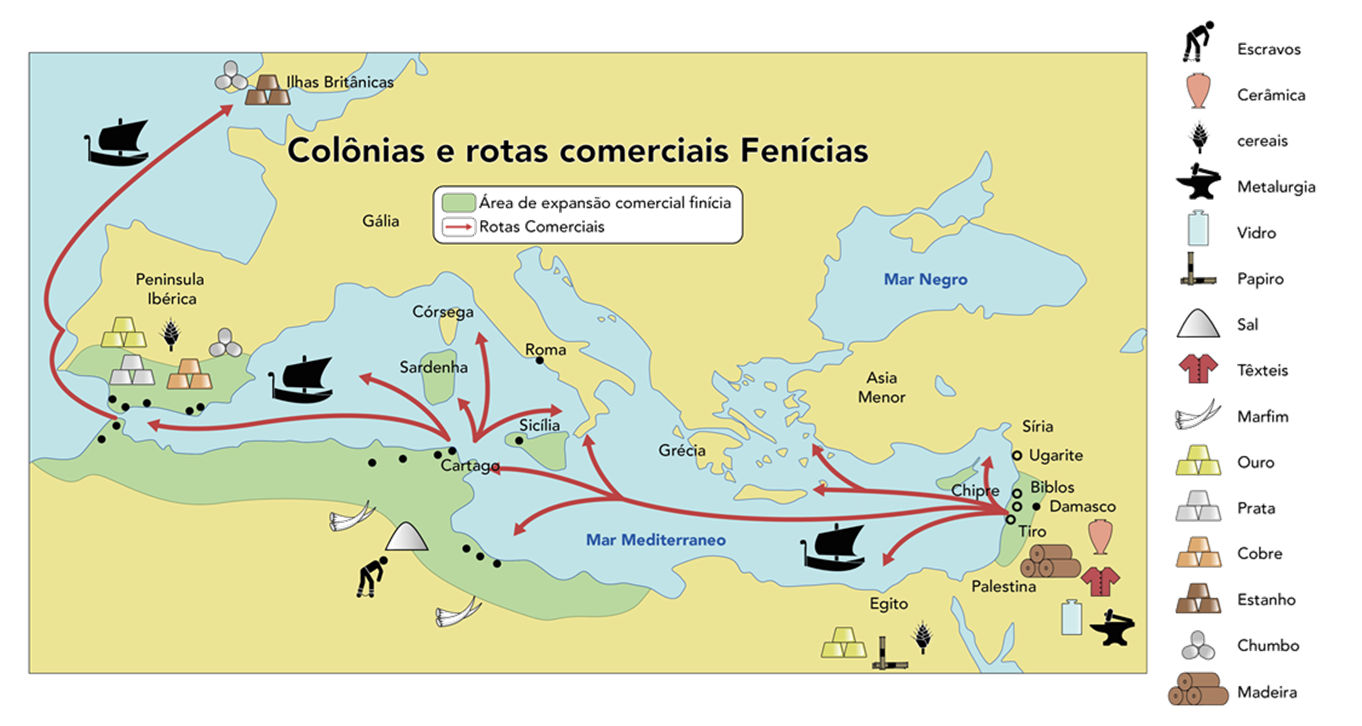 Ilhas Britânicas
Colônias e rotas comerciais Fenícias
Área de expansão comercial finícia
Rotas Comerciais
Gália
Peninsula
Ibérica
Mar Negro
Córsega
Roma
Sardenha
Asia
Menor
Sicília
Síria
Grécia
Ugarite
Cartago
Chipre
Biblos
Damasco
Tiro
Mar Mediterraneo
Palestina
Egito
Escravos
Cerâmica
cereais
Metalurgia
Vidro
Papiro
Sal
Têxteis
Marfim
Ouro
Prata
Cobre
Estanho
Chumbo
Madeira